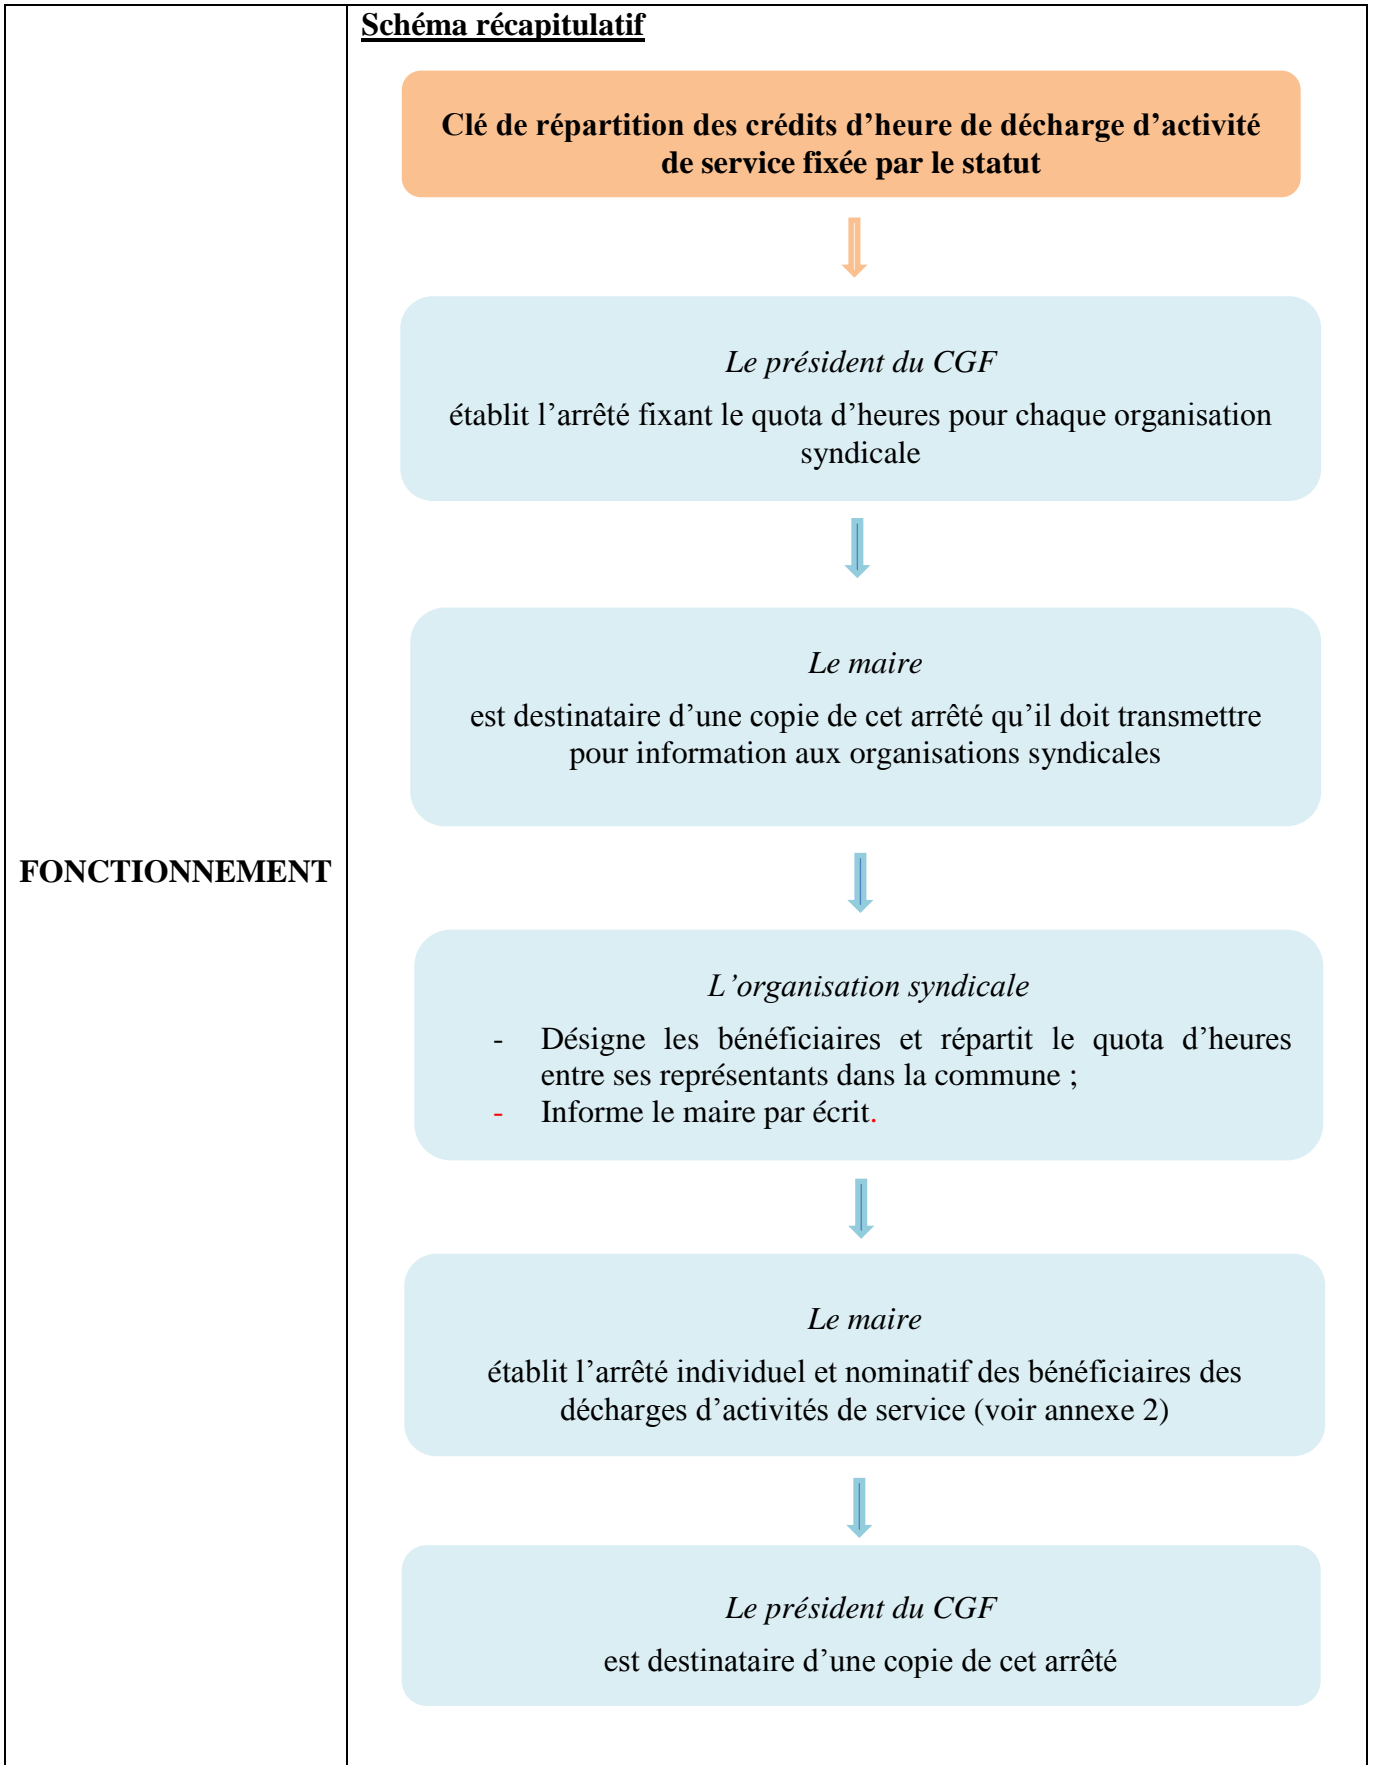 Schéma récapitulatif
Clé de répartition des crédits d’heure de décharge d’activité
de service fixée par le statut
Le président du CGF
établit l’arrêté fixant le quota d’heures pour chaque organisation
syndicale
Le maire
est destinataire d’une copie de cet arrêté qu’il doit transmettre
pour information aux organisations syndicales
FONCTIONNEMENT
L’organisation syndicale
- Désigne les bénéficiaires et répartit le quota d’heures
entre ses représentants dans la commune ;
- Informe le maire par écrit.
Le maire
établit l’arrêté individuel et nominatif des bénéficiaires des
décharges d’activités de service (voir annexe 2)
Le président du CGF
est destinataire d’une copie de cet arrêté